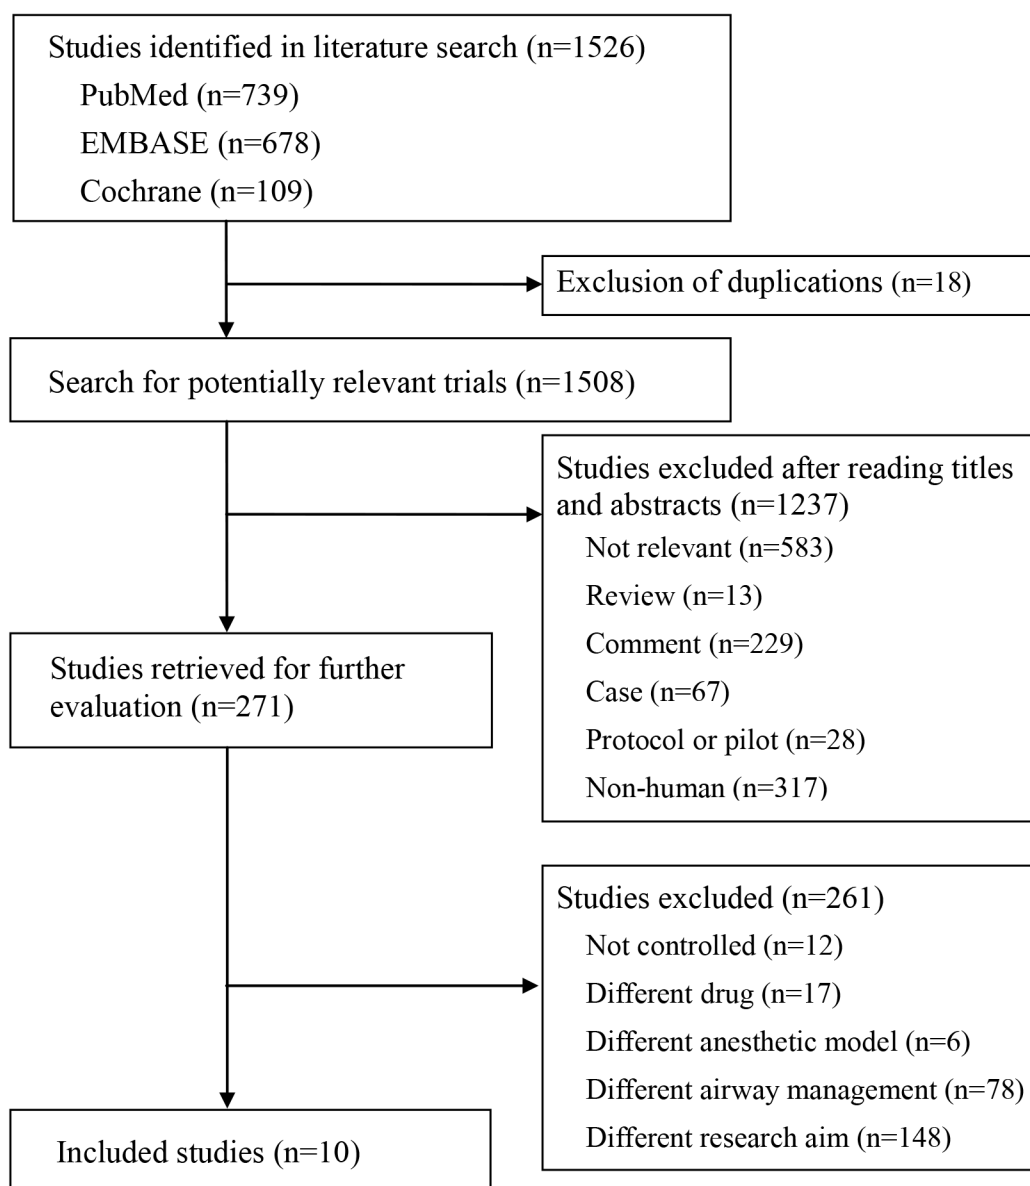 Studies identified in literature search (n=1526)
PubMed (n=739)
EMBASE (n=678)
Cochrane (n=109)
Exclusion of duplications (n=18)
Search for potentially relevant trials (n=1508)
Studies excluded after reading titles
and abstracts (n=1237)
Not relevant (n=583)
Review (n=13)
Comment (n=229)
Case (n=67)
Protocol or pilot (n=28)
Non-human (n=317)
Studies retrieved for further
evaluation (n=271)
Studies excluded (n=261)
Not controlled (n=12)
Different drug (n=17)
Different anesthetic model (n=6)
Different airway management (n=78)
Different research aim (n=148)
Included studies (n=10)